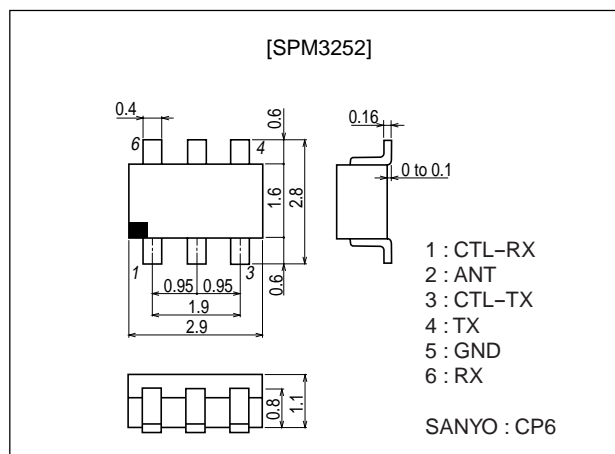 [SPM3252]
0.4
0.6
0.16
6
4
0 to 0.1
1.6
2.8
1
3
0.95
0.95
0.6
1.9
2.9
1 : CTL−RX
2 : ANT
3 : CTL−TX
4 : TX
5 : GND
6 : RX
0.8
1.1
SANYO : CP6